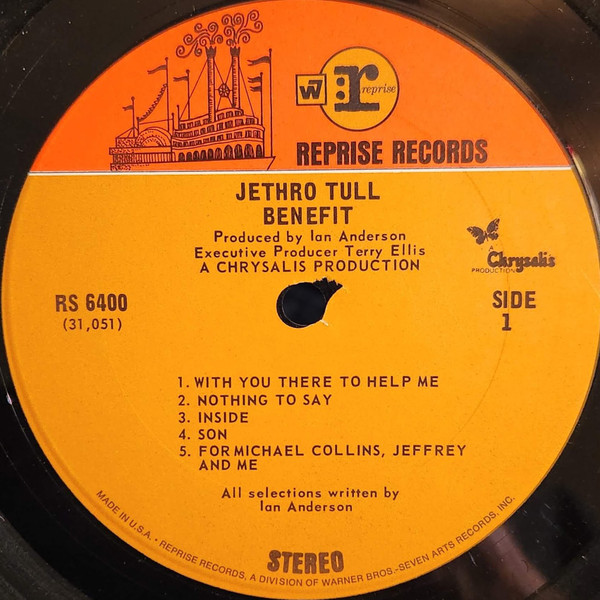 W7 r reprise
REPRISE RECORDS
JETHRO TULL
BENEFIT
Produced by Ian Anderson
Executive Producer Terry Ellis
A CHRYSALIS PRODUCTION
A
Chrysalis
PRODUCTION
RS 6400
(31,051)
SIDE
1
1. WITH YOU THERE TO HELP ME
2. NOTHING TO SAY
3. INSIDE
4. SON
5. FOR MICHAEL COLLINS, JEFFREY
AND ME
All selections written by
Ian Anderson
STEREO
MADE IN U.S.A. • REPRISE RECORDS, A DIVISION OF WARNER BROS.-SEVEN ARTS RECORDS, INC.